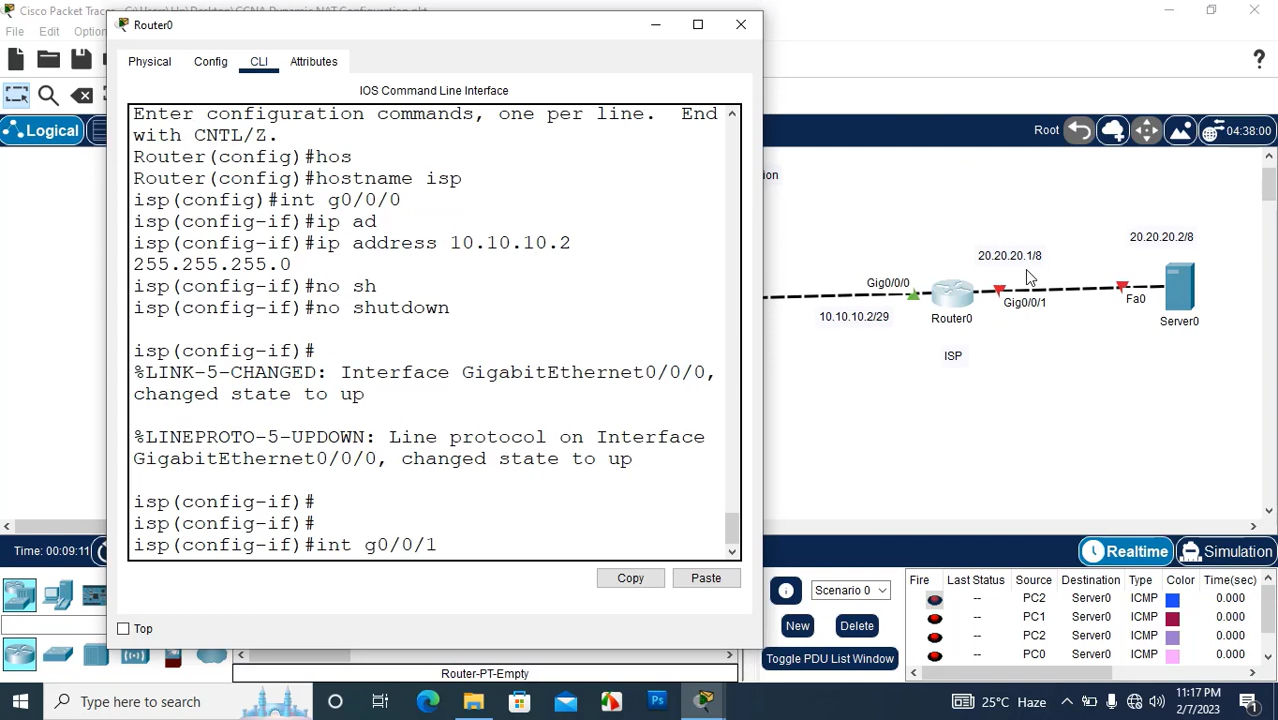 Cisco Packet Trace
Router0
File
Edit
Option
Physical
Config
CLI
Attributes
IOS Command Line Interface
Enter configuration commands, one per line.  End
with CNTL/Z.
Router(config)#hos
Router(config)#hostname isp
isp(config)#int g0/0/0
isp(config-if)#ip ad
isp(config-if)#ip address 10.10.10.2
255.255.255.0
isp(config-if)#no sh
isp(config-if)#no shutdown
isp(config-if)#
%LINK-5-CHANGED: Interface GigabitEthernet0/0/0,
changed state to up
%LINEPROTO-5-UPDOWN: Line protocol on Interface
GigabitEthernet0/0/0, changed state to up
isp(config-if)#
isp(config-if)#
isp(config-if)#int g0/0/1
Copy
Paste
Top
Logical
Root
04:38:00
ion
20.20.20.2/8
20.20.20.1/8
Gig0/0/0
Gig0/0/1
Fa0
10.10.10.2/29
Router0
Server0
ISP
Time: 00:09:11
Realtime
Simulation
Scenario 0
New
Delete
Toggle PDU List Window
Fire Last Status Source Destination Type Color Time(sec)
-- PC2 Server0 ICMP 0.000
-- PC1 Server0 ICMP 0.000
-- PC2 Server0 ICMP 0.000
-- PC0 Server0 ICMP 0.000
Router-PT-Empty
Type here to search
Ps
25°C Haze
11:17 PM
2/7/2023
1